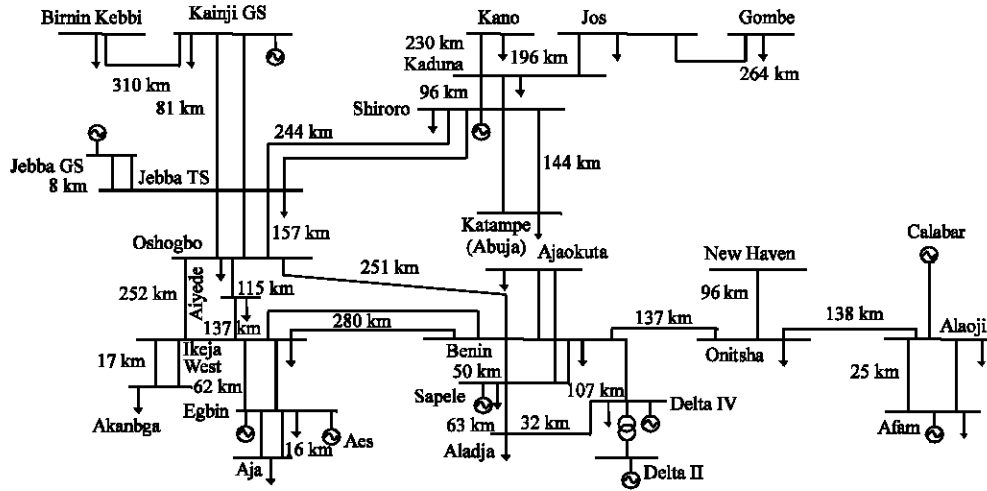 Birnin Kebbi
Kainji GS
Kano
Jos
Gombe
230 km
196 km
Kaduna
264 km
310 km
81 km
96 km
Shiroro
244 km
144 km
Jebba GS
8 km
Jebba TS
Katampe
(Abuja)
157 km
Oshogbo
Ajaokuta
New Haven
Calabar
251 km
252 km
Aiyede
115 km
96 km
137 km
280 km
137 km
138 km
Alaoji
Ikeja
West
Benin
Onitsha
17 km
62 km
50 km
25 km
Sapele
107 km
Akanbga
Egbin
Delta IV
63 km
32 km
Afam
Aes
16 km
Aja
Aladja
Delta II